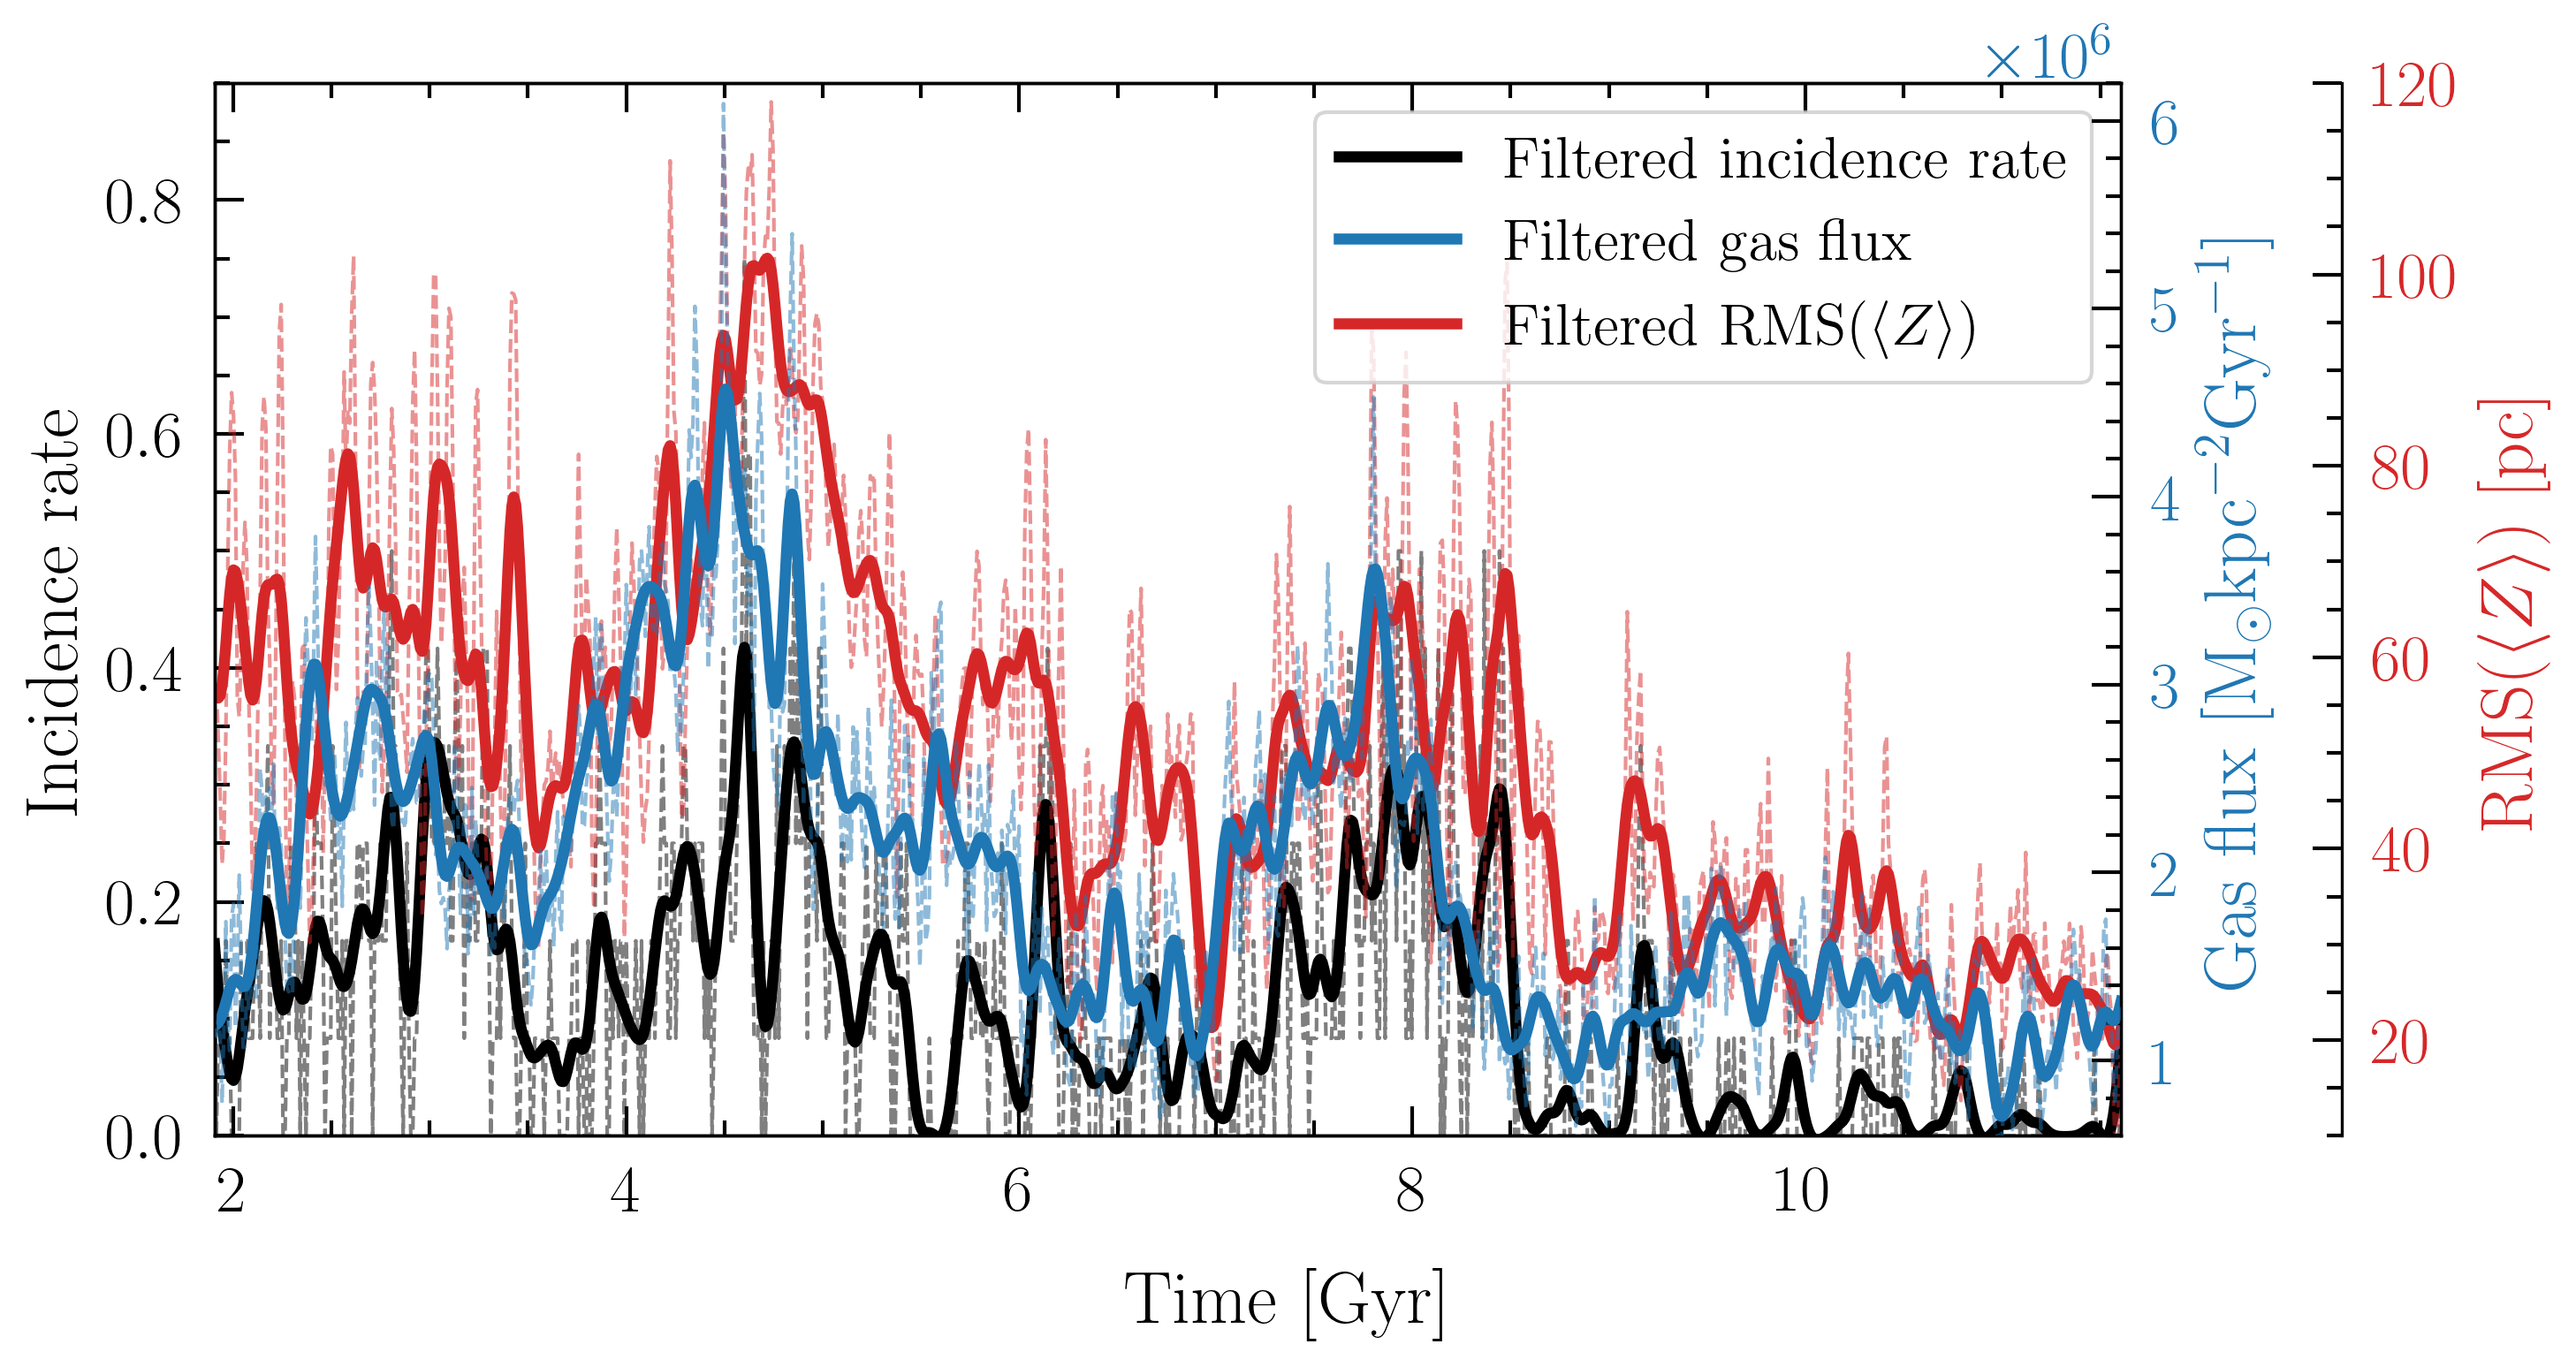 ×10⁶
Filtered incidence rate
Filtered gas flux
Filtered RMS(⟨Z⟩)
Incidence rate
0.8
0.6
0.4
0.2
0.0
2 4 6 8 10
Time [Gyr]
6
5
4
3
2
1
Gas flux [M⊙kpc⁻²Gyr⁻¹]
120
100
80
60
40
20
RMS(⟨Z⟩) [pc]